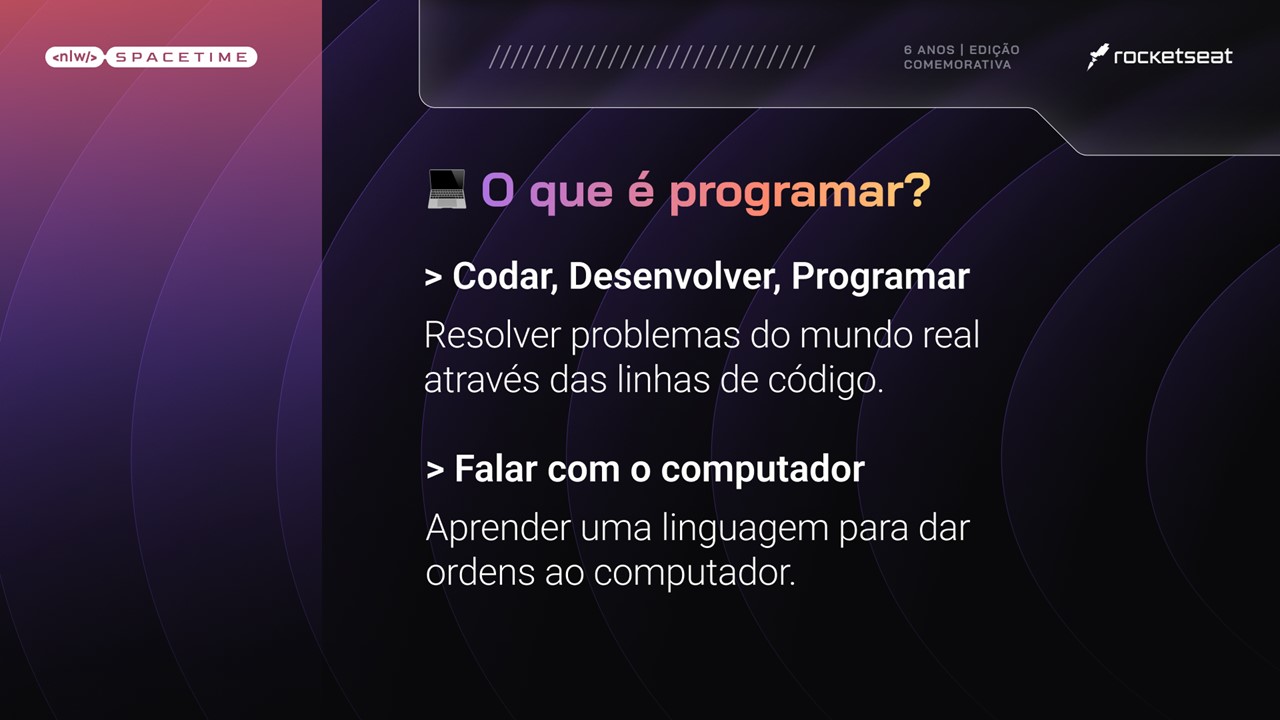 <nlw/> SPACETIME
6 ANOS | EDIÇÃO
COMEMORATIVA
rocketseat
O que é programar?
> Codar, Desenvolver, Programar
Resolver problemas do mundo real
através das linhas de código.
> Falar com o computador
Aprender uma linguagem para dar
ordens ao computador.